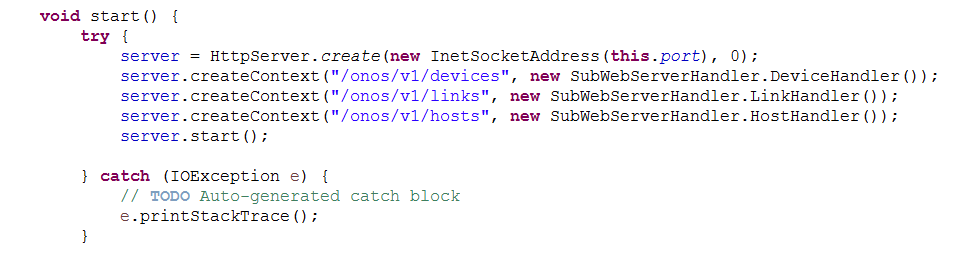 void start() {
try {
server = HttpServer.create(new InetSocketAddress(this.port), 0);
server.createContext("/onos/v1/devices", new SubWebServerHandler.DeviceHandler());
server.createContext("/onos/v1/links", new SubWebServerHandler.LinkHandler());
server.createContext("/onos/v1/hosts", new SubWebServerHandler.HostHandler());
server.start();
} catch (IOException e) {
// TODO Auto-generated catch block
e.printStackTrace();
}